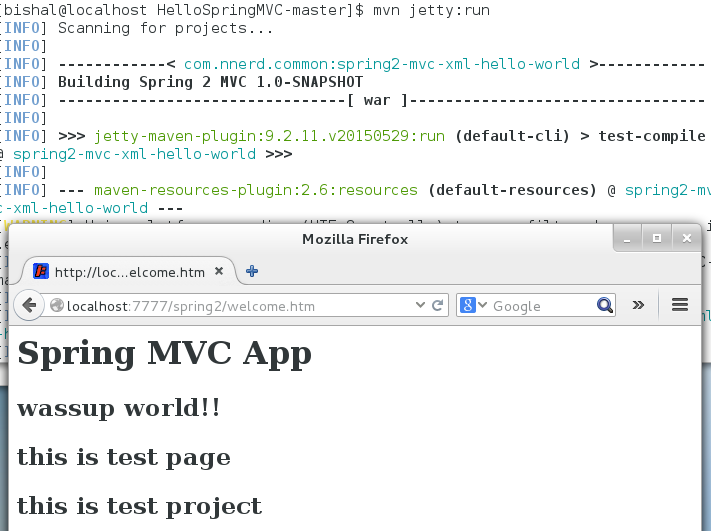 [bishal@localhost HelloSpringMVC-master]$ mvn jetty:run
[INFO] Scanning for projects...
[INFO]
[INFO] ------------< com.nnerd.common:spring2-mvc-xml-hello-world >------------
[INFO] Building Spring 2 MVC 1.0-SNAPSHOT
[INFO] --------------------------------[ war ]---------------------------------
[INFO]
[INFO] >>> jetty-maven-plugin:9.2.11.v20150529:run (default-cli) > test-compile
@ spring2-mvc-xml-hello-world >>>
[INFO]
[INFO] --- maven-resources-plugin:2.6:resources (default-resources) @ spring2-mv
c-xml-hello-world ---
Mozilla Firefox
http://loc...elcome.htm
localhost:7777/spring2/welcome.htm
Google
Spring MVC App
wassup world!!
this is test page
this is test project